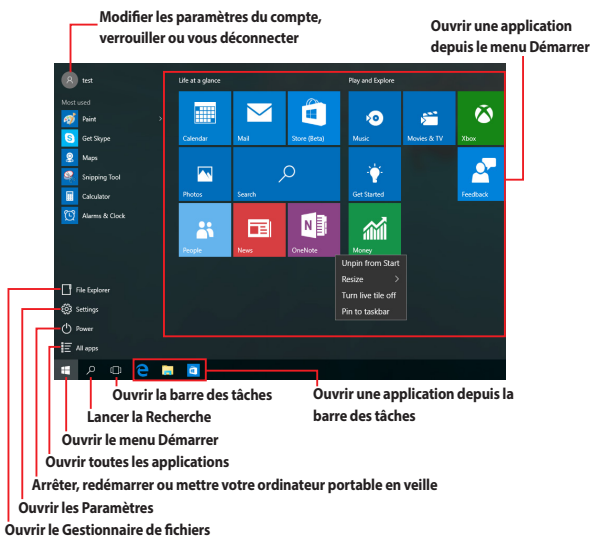 Modifier les paramètres du compte,
verrouiller ou vous déconnecter
Ouvrir une application
depuis le menu Démarrer
test
Most used
Paint
Get Skype
Maps
Snipping Tool
Calculator
Alarms & Clock
File Explorer
Settings
Power
All apps
Life at a glance
Play and Explore
Calendar
Mail
Store (Beta)
Music
Movies & TV
Xbox
Photos
Search
Get Started
Feedback
People
News
OneNote
Money
Unpin from Start
Resize
Turn live tile off
Pin to taskbar
Ouvrir la barre des tâches
Ouvrir une application depuis la
barre des tâches
Lancer la Recherche
Ouvrir le menu Démarrer
Ouvrir toutes les applications
Arrêter, redémarrer ou mettre votre ordinateur portable en veille
Ouvrir les Paramètres
Ouvrir le Gestionnaire de fichiers